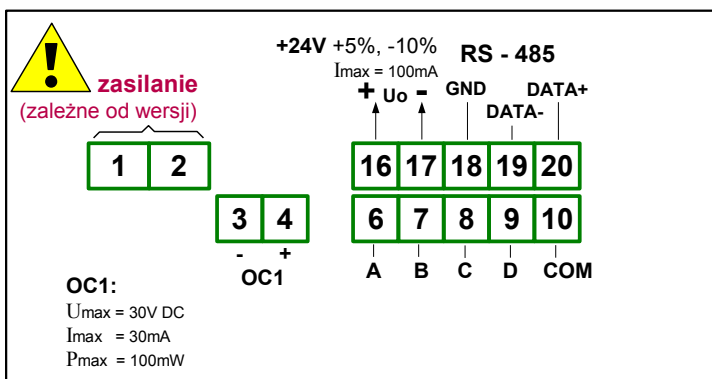 !
zasilanie
(zależne od wersji)
+24V +5%, -10%
Imax = 100mA
+ Uo -
RS - 485
GND
DATA-
DATA+
1 2
16 17 18 19 20
3 4
6 7 8 9 10
- +
OC1
A B C D COM
OC1:
Umax = 30V DC
Imax = 30mA
Pmax = 100mW